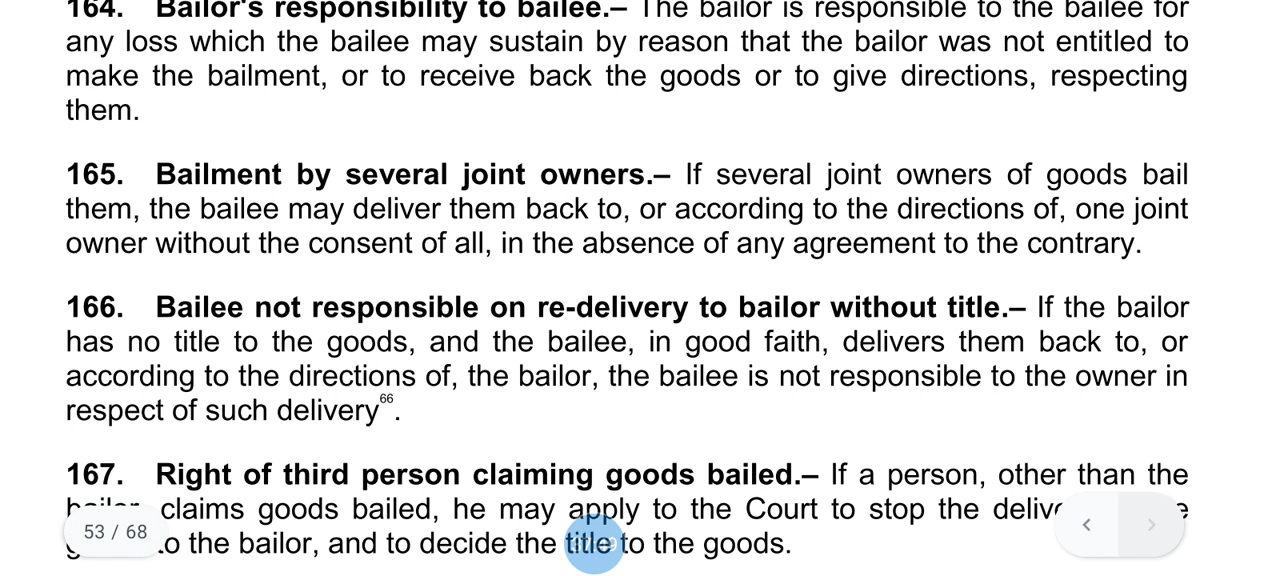 164. Bailor's responsibility to bailee.– The bailor is responsible to the bailee for
any loss which the bailee may sustain by reason that the bailor was not entitled to
make the bailment, or to receive back the goods or to give directions, respecting
them.
165. Bailment by several joint owners.– If several joint owners of goods bail
them, the bailee may deliver them back to, or according to the directions of, one joint
owner without the consent of all, in the absence of any agreement to the contrary.
166. Bailee not responsible on re-delivery to bailor without title.– If the bailor
has no title to the goods, and the bailee, in good faith, delivers them back to, or
according to the directions of, the bailor, the bailee is not responsible to the owner in
respect of such delivery66.
167. Right of third person claiming goods bailed.– If a person, other than the
claims goods bailed, he may apply to the Court to stop the
to the bailor, and to decide the title to the goods.
53 / 68